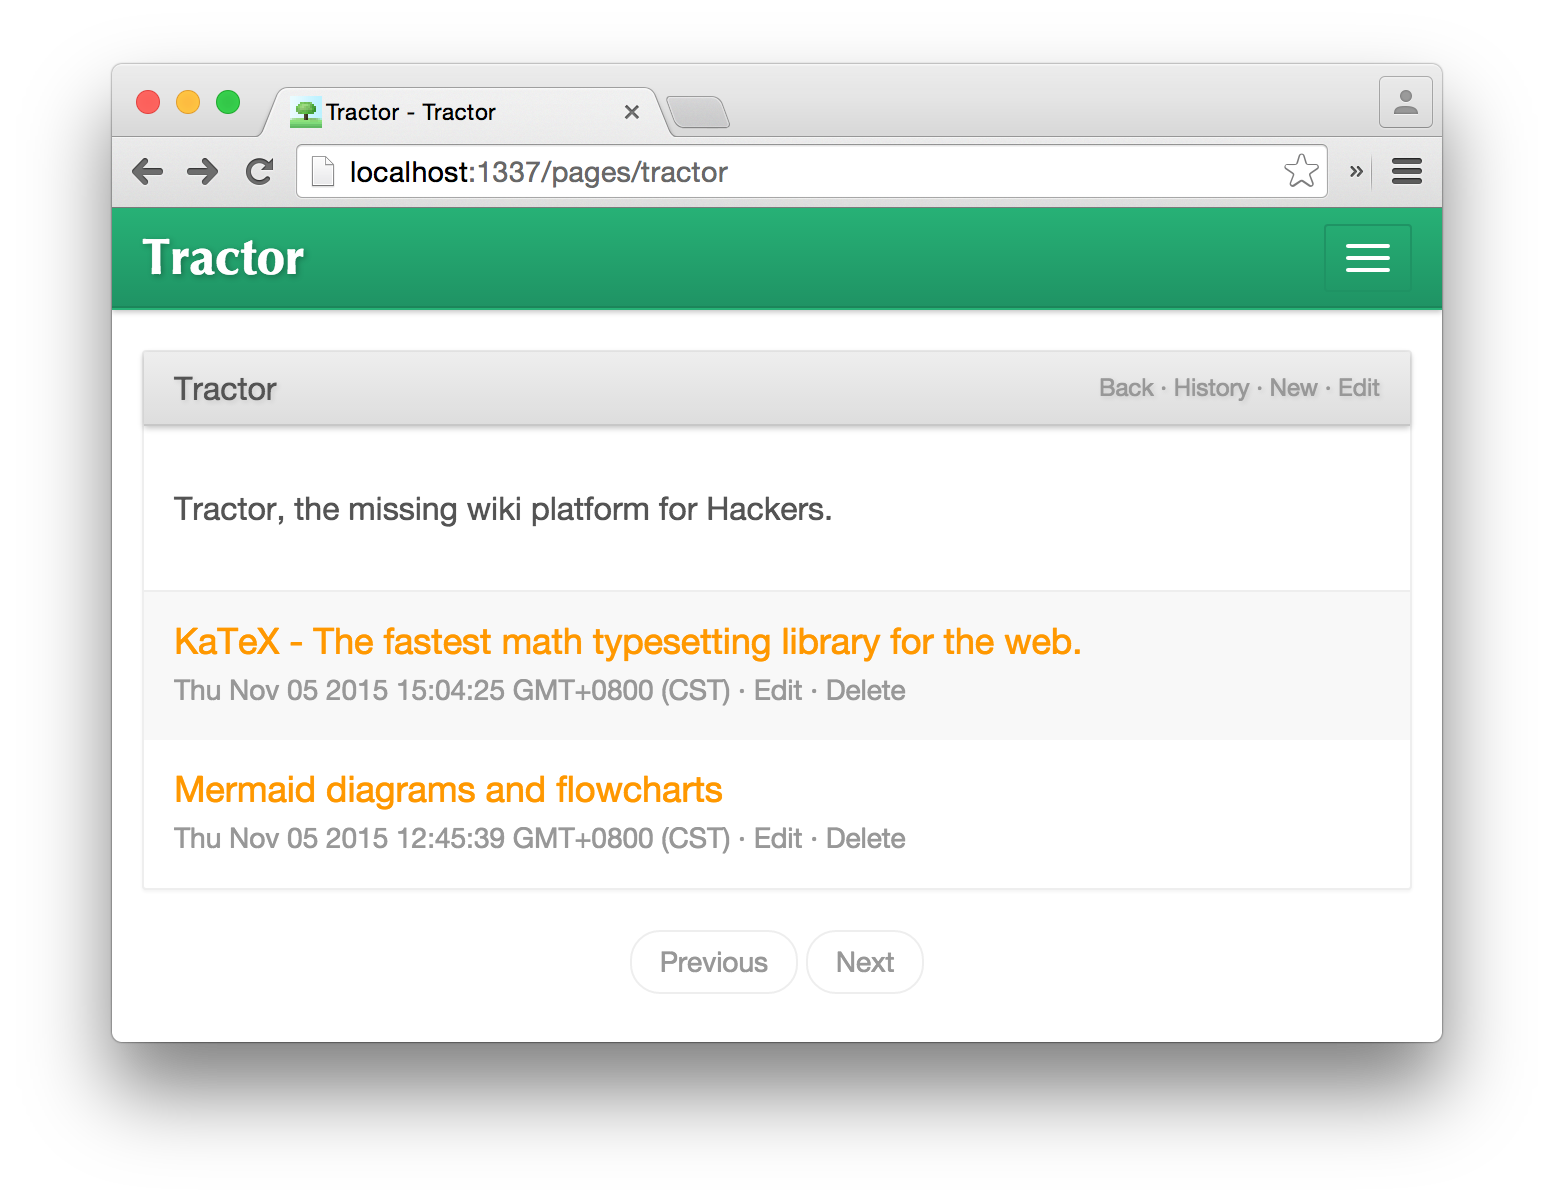 Tractor - Tractor
localhost:1337/pages/tractor
Tractor
Tractor
Back · History · New · Edit
Tractor, the missing wiki platform for Hackers.
KaTeX - The fastest math typesetting library for the web.
Thu Nov 05 2015 15:04:25 GMT+0800 (CST) · Edit · Delete
Mermaid diagrams and flowcharts
Thu Nov 05 2015 12:45:39 GMT+0800 (CST) · Edit · Delete
Previous
Next